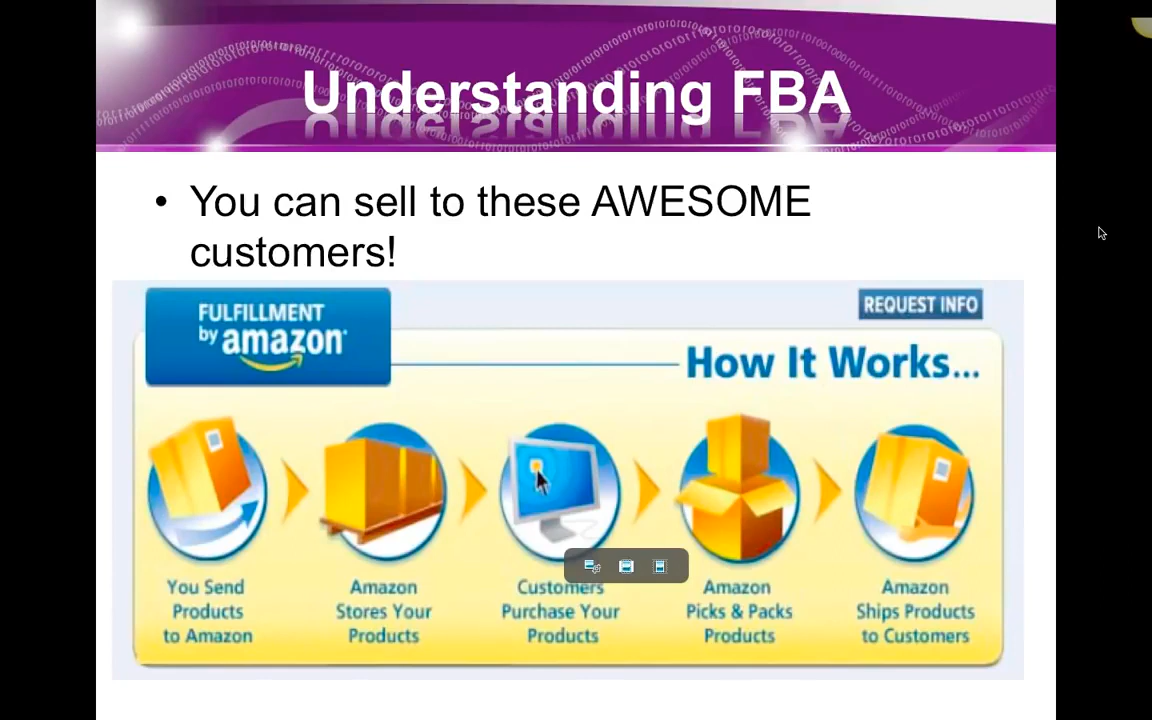 Understanding FBA
• You can sell to these AWESOME
customers!
FULFILLMENT
by amazon
REQUEST INFO
How It Works...
You Send
Products
to Amazon
Amazon
Stores Your
Products
Customers
Purchase Your
Products
Amazon
Picks & Packs
Products
Amazon
Ships Products
to Customers